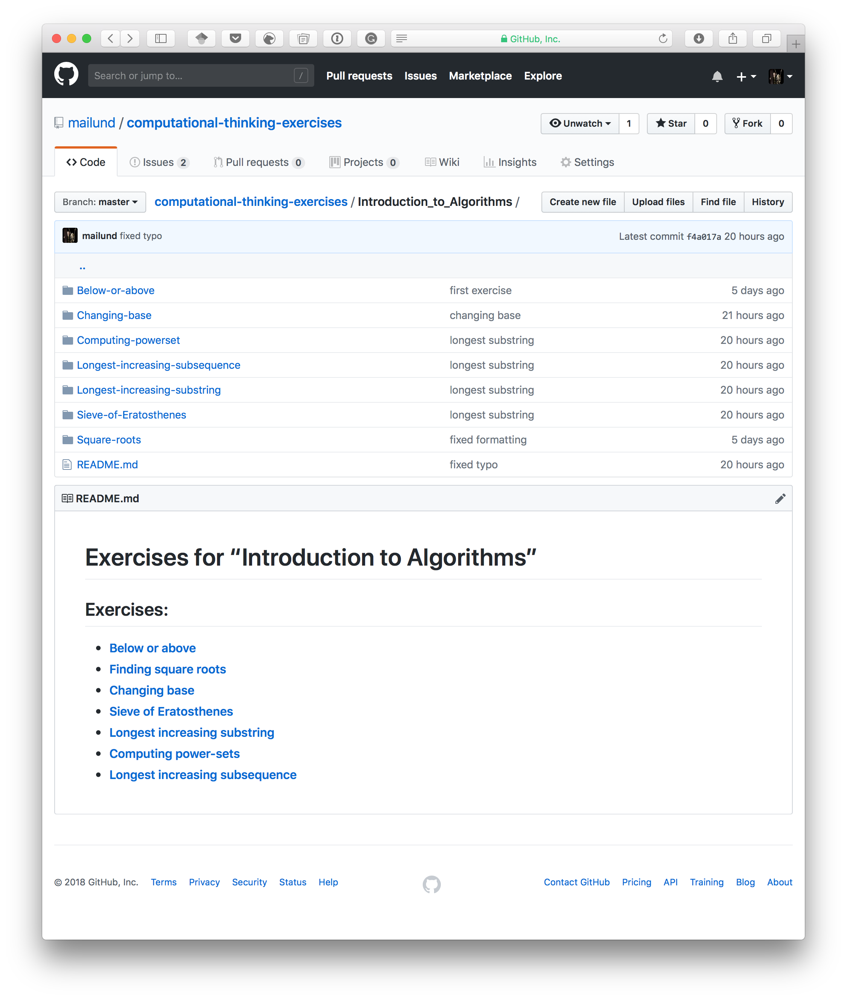 GitHub, Inc.
Search or jump to... / Pull requests Issues Marketplace Explore
mailund / computational-thinking-exercises Unwatch 1 Star 0 Fork 0
Code Issues 2 Pull requests 0 Projects 0 Wiki Insights Settings
Branch: master computational-thinking-exercises / Introduction_to_Algorithms / Create new file Upload files Find file History
mailund fixed typo Latest commit f4a017a 20 hours ago
..
Below-or-above first exercise 5 days ago
Changing-base changing base 21 hours ago
Computing-powerset longest substring 20 hours ago
Longest-increasing-subsequence longest substring 20 hours ago
Longest-increasing-substring longest substring 20 hours ago
Sieve-of-Eratosthenes longest substring 20 hours ago
Square-roots fixed formatting 5 days ago
README.md fixed typo 20 hours ago
README.md
Exercises for “Introduction to Algorithms”
Exercises:
• Below or above
• Finding square roots
• Changing base
• Sieve of Eratosthenes
• Longest increasing substring
• Computing power-sets
• Longest increasing subsequence
© 2018 GitHub, Inc. Terms Privacy Security Status Help Contact GitHub Pricing API Training Blog About